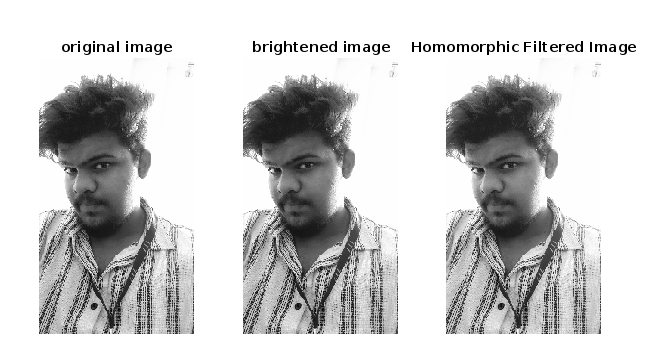 original image
brightened image
Homomorphic Filtered Image